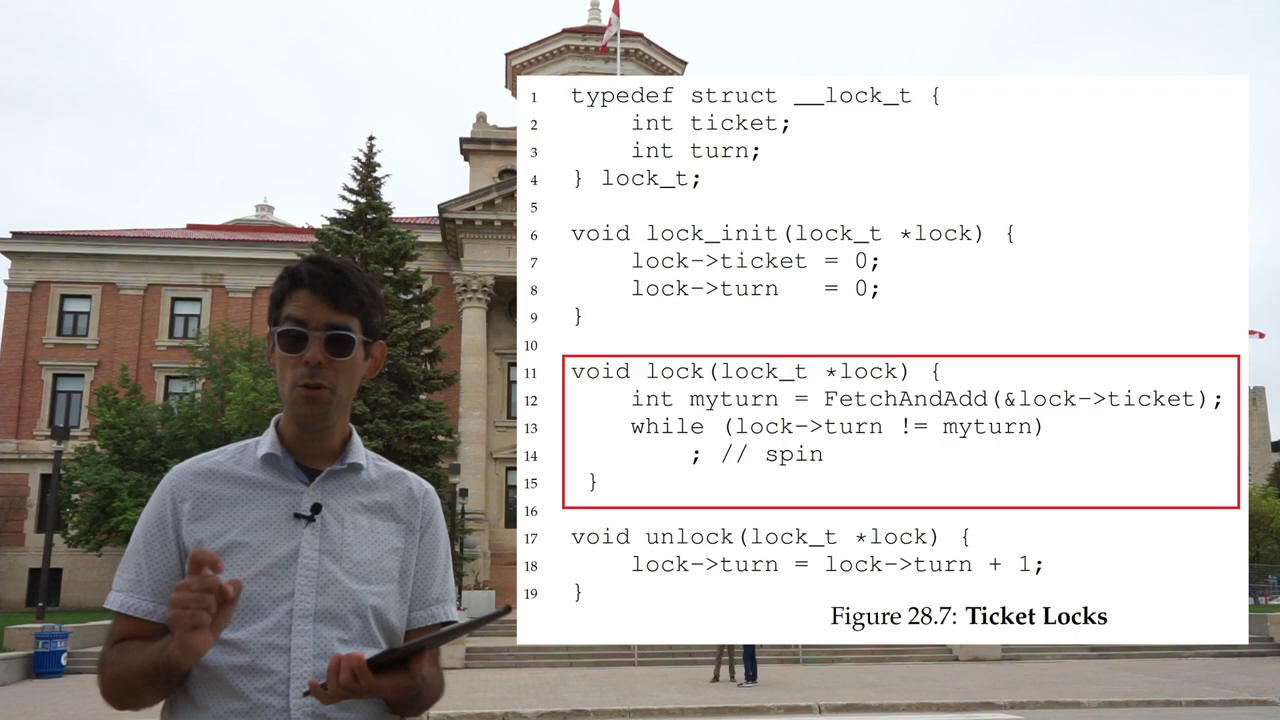 1 typedef struct __lock_t {
2     int ticket;
3     int turn;
4 } lock_t;
5
6 void lock_init(lock_t *lock) {
7     lock->ticket = 0;
8     lock->turn   = 0;
9 }
10
11 void lock(lock_t *lock) {
12     int myturn = FetchAndAdd(&lock->ticket);
13     while (lock->turn != myturn)
14         ; // spin
15 }
16
17 void unlock(lock_t *lock) {
18     lock->turn = lock->turn + 1;
19 }
Figure 28.7: Ticket Locks